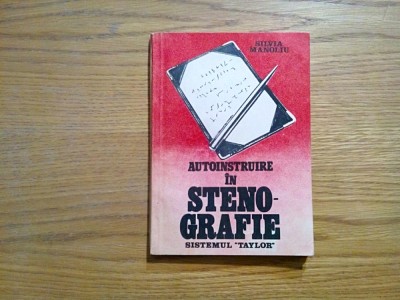 SILVIA
MANOLIU
AUTOINSTRUIRE
ÎN
STENO-
GRAFIE
SISTEMUL "TAYLOR"